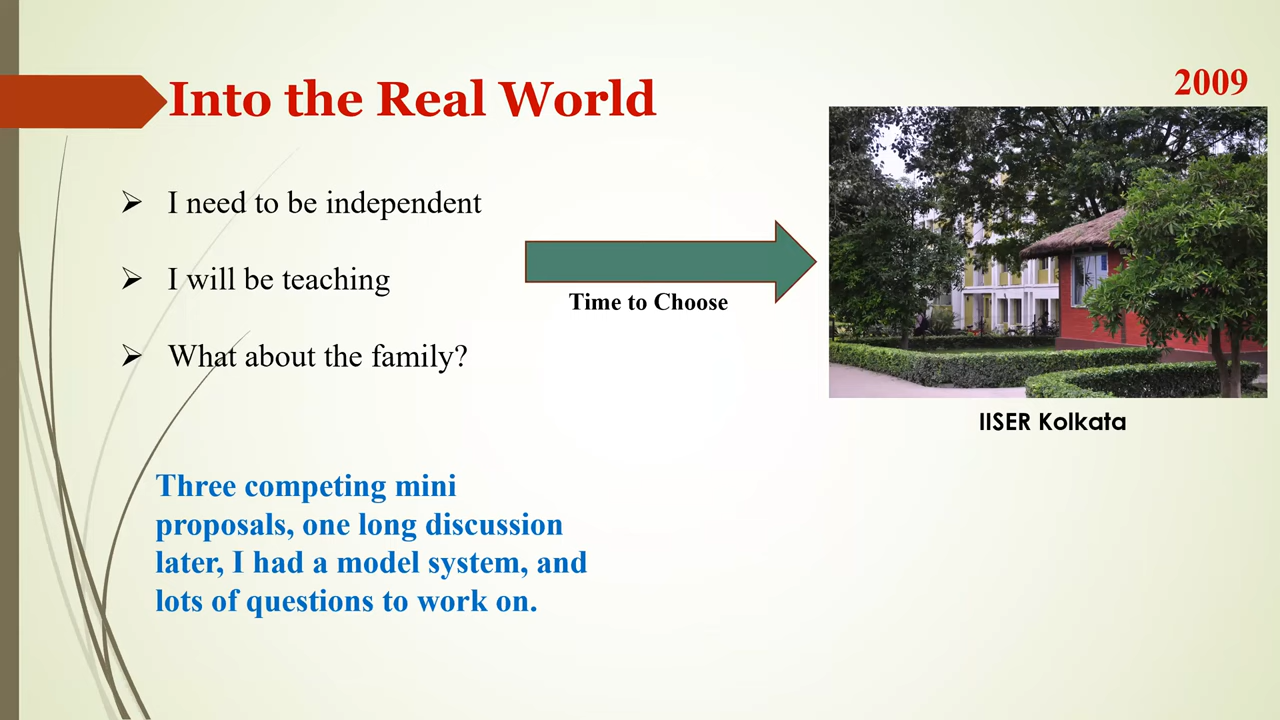 Into the Real World
2009
I need to be independent
I will be teaching
Time to Choose
What about the family?
IISER Kolkata
Three competing mini
proposals, one long discussion
later, I had a model system, and
lots of questions to work on.